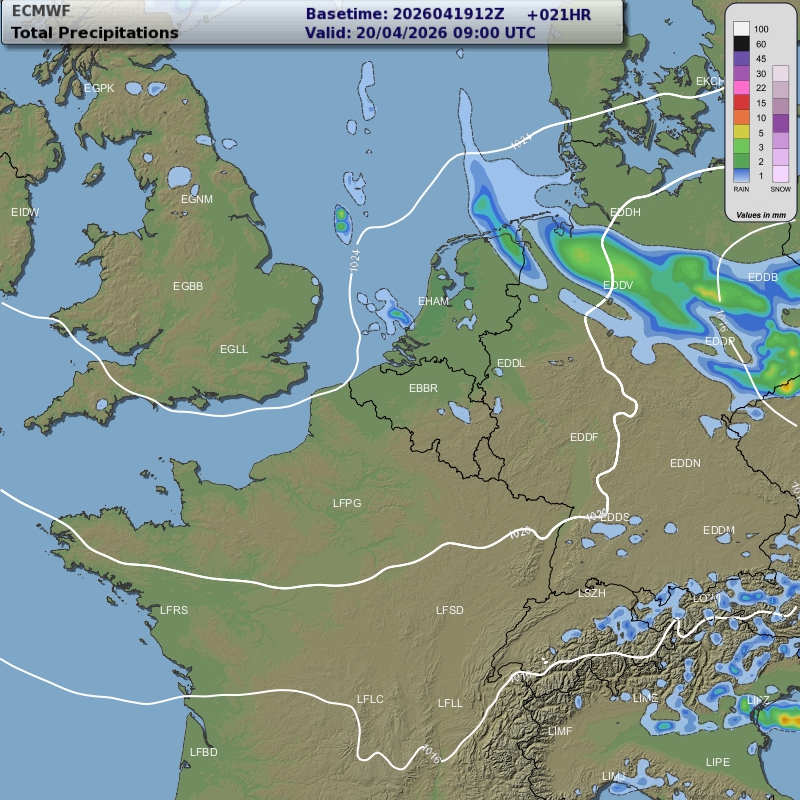 ECMWF
Total Precipitations
Basetime: 2026041912Z +021HR
Valid: 20/04/2026 09:00 UTC
100
60
45
30
22
15
10
5
3
2
1
RAIN
SNOW
Values in mm
EGPK
EKCH
EIDW
EGNM
EDDH
1024
1024
EGBB
EHAM
EDDV
EDDB
EGLL
EDDL
EDDP
EBBR
EDDF
EDDN
LFPG
EDDS
EDDM
1020
LFRS
LFSD
LSZH
LFLC
LFLL
LIMF
LIPZ
LFBD
1016
LIPE